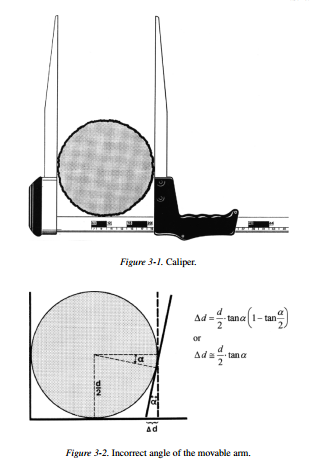 Figure 3-1. Caliper.
Δd = d/2 · tan α (1 − tan α/2)
or
Δd ≅ d/2 · tan α
α
d/2
α
Δd
Figure 3-2. Incorrect angle of the movable arm.